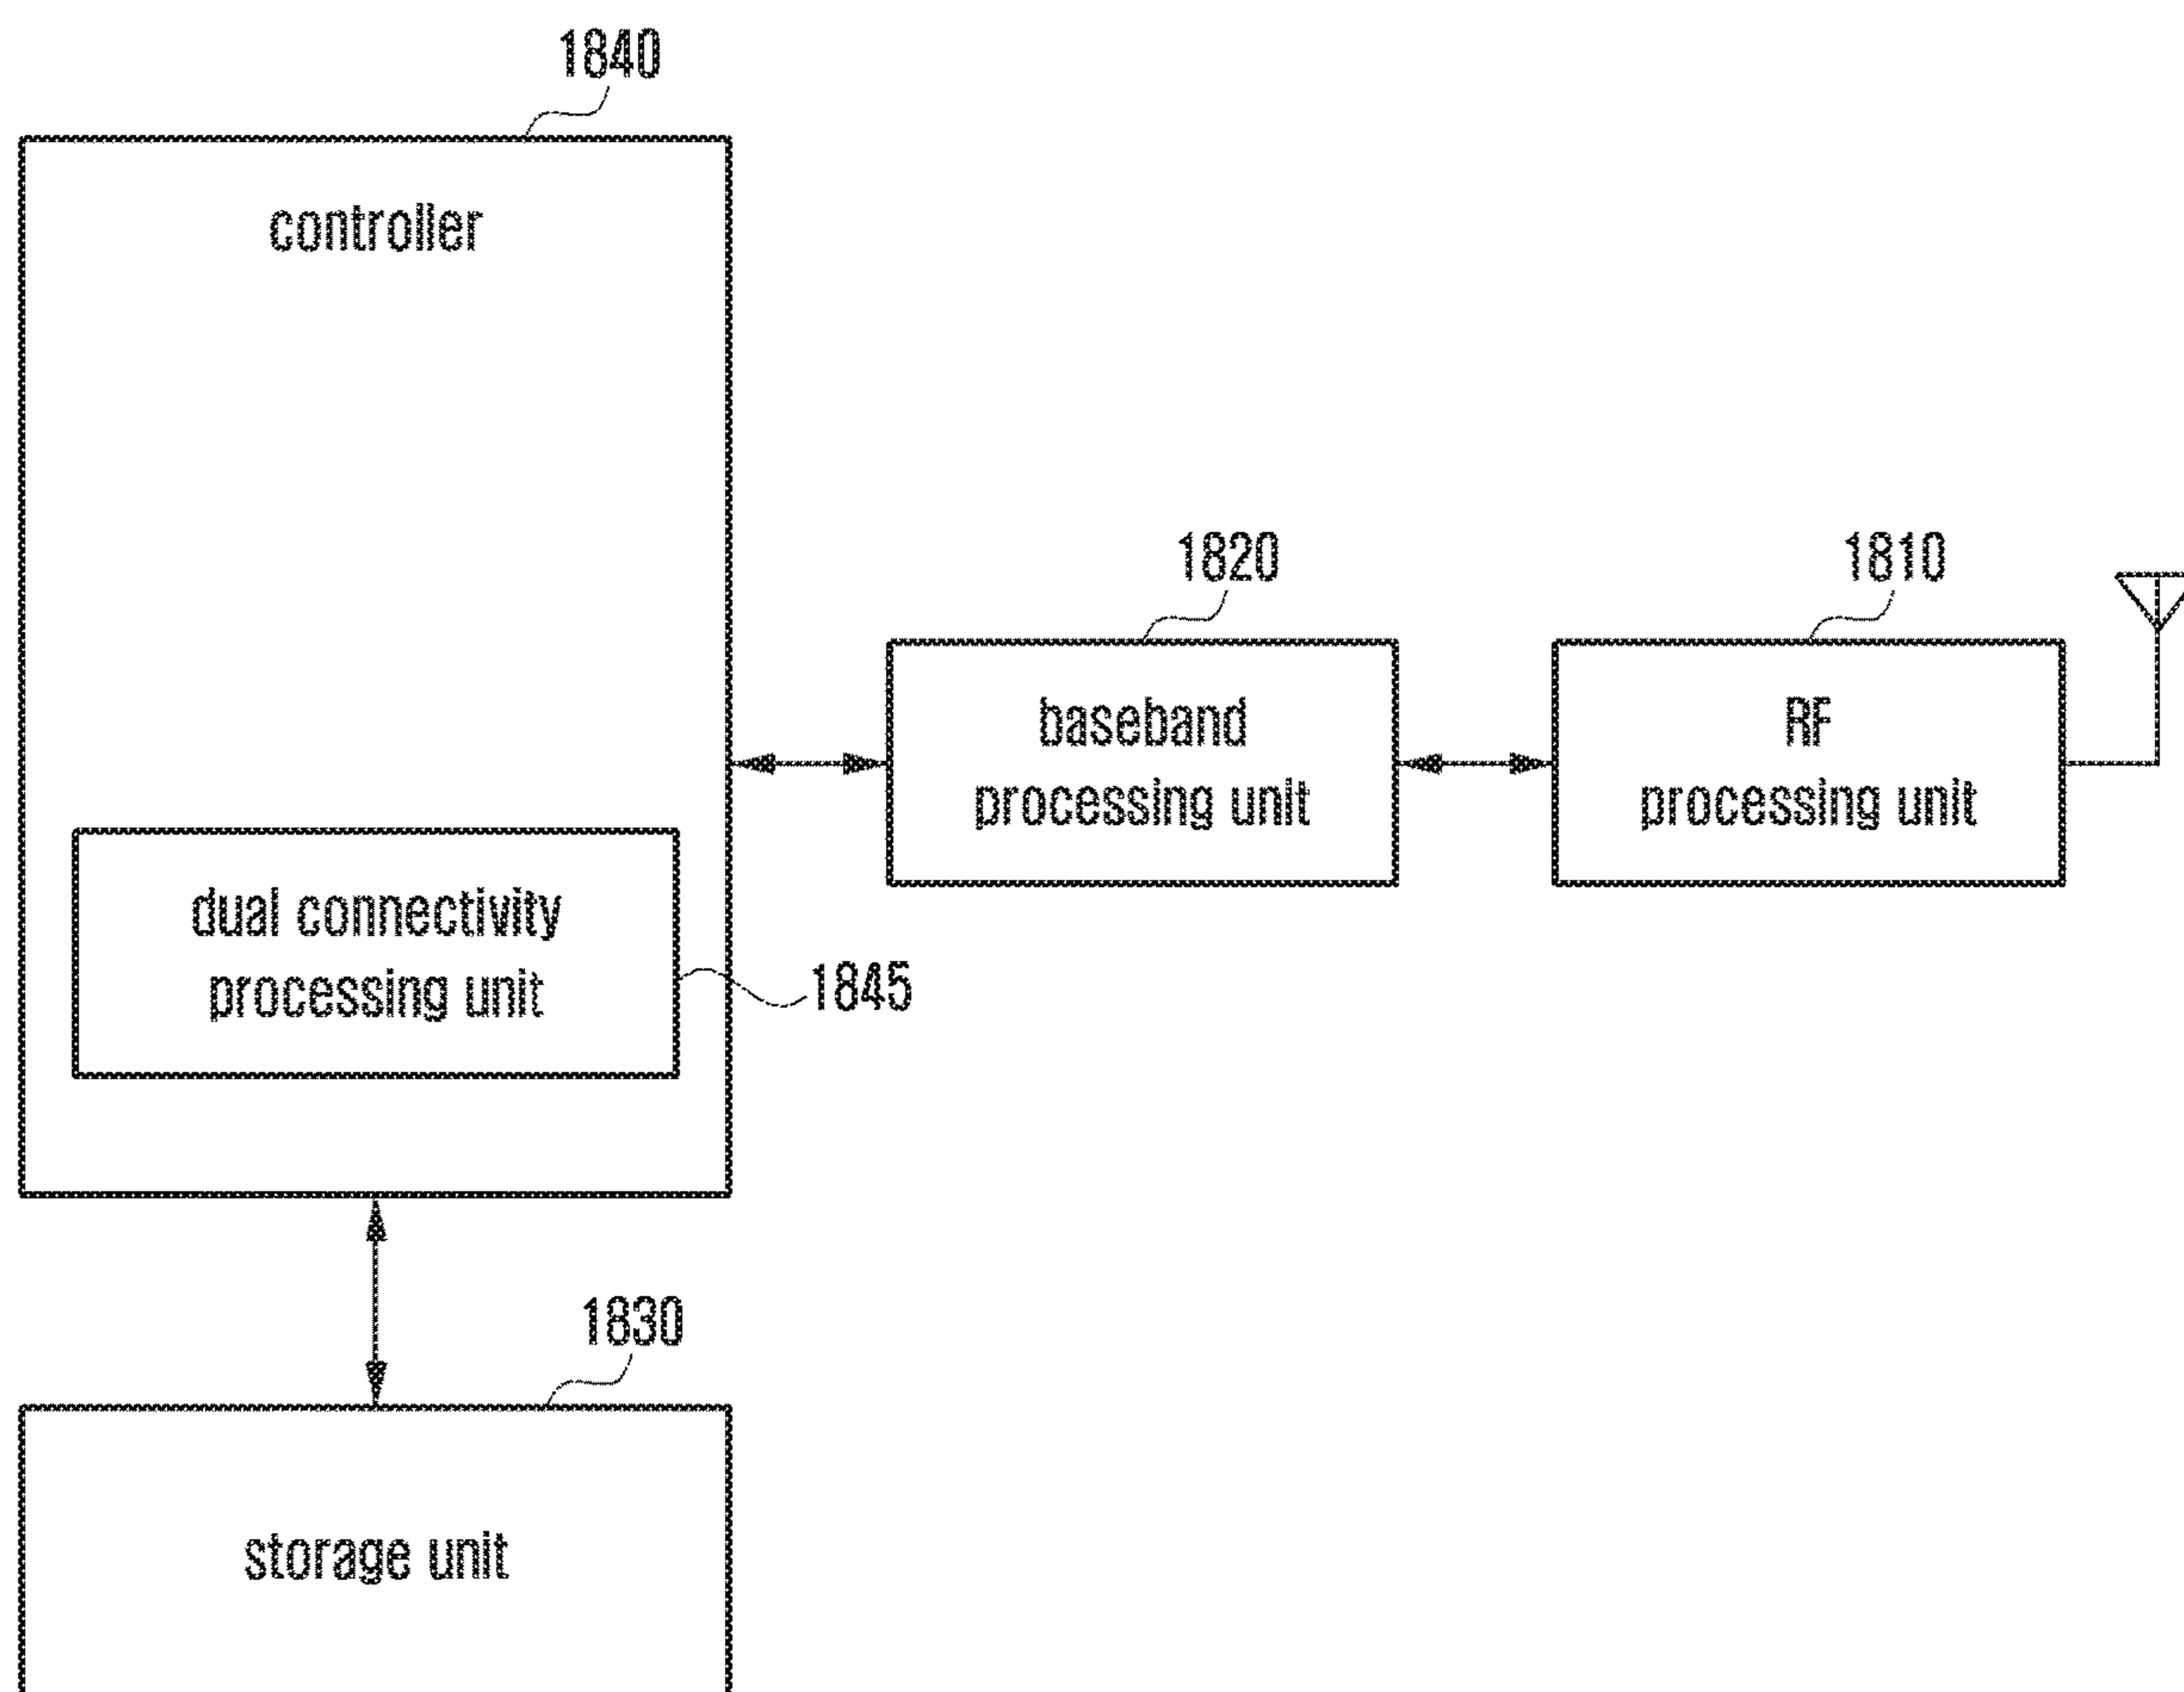 1840
controller
1820
1810
baseband
processing unit
RF
processing unit
dual connectivity
processing unit
1845
1830
storage unit